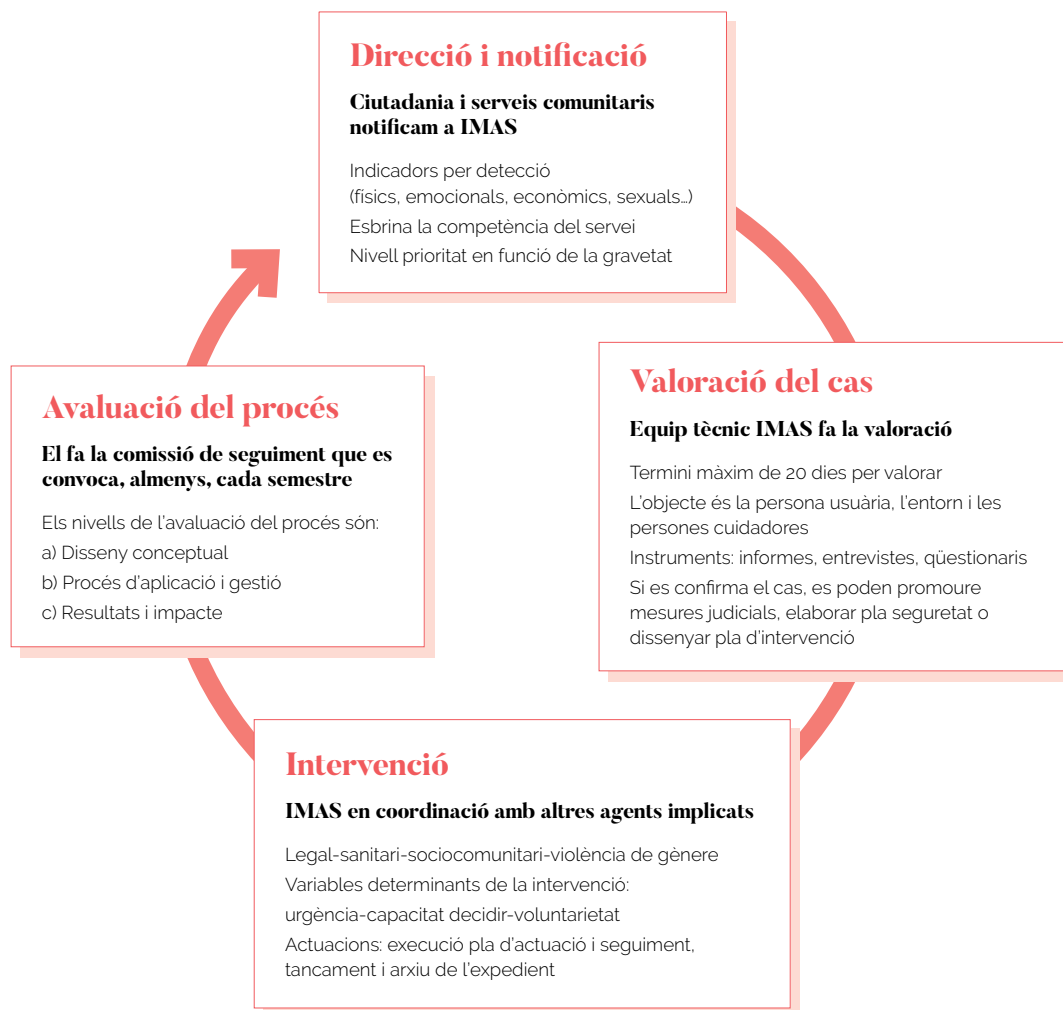 Direcció i notificació
Ciutadania i serveis comunitaris
notificam a IMAS
Indicadors per detecció
(físics, emocionals, econòmics, sexuals…)
Esbrina la competència del servei
Nivell prioritat en funció de la gravetat
Valoració del cas
Equip tècnic IMAS fa la valoració
Termini màxim de 20 dies per valorar
L'objecte és la persona usuària, l'entorn i les
persones cuidadores
Instruments: informes, entrevistes, qüestionaris
Si es confirma el cas, es poden promoure
mesures judicials, elaborar pla seguretat o
dissenyar pla d'intervenció
Intervenció
IMAS en coordinació amb altres agents implicats
Legal-sanitari-sociocomunitari-violència de gènere
Variables determinants de la intervenció:
urgència-capacitat decidir-voluntarietat
Actuacions: execució pla d'actuació i seguiment,
tancament i arxiu de l'expedient
Avaluació del procés
El fa la comissió de seguiment que es
convoca, almenys, cada semestre
Els nivells de l'avaluació del procés són:
a) Disseny conceptual
b) Procés d'aplicació i gestió
c) Resultats i impacte